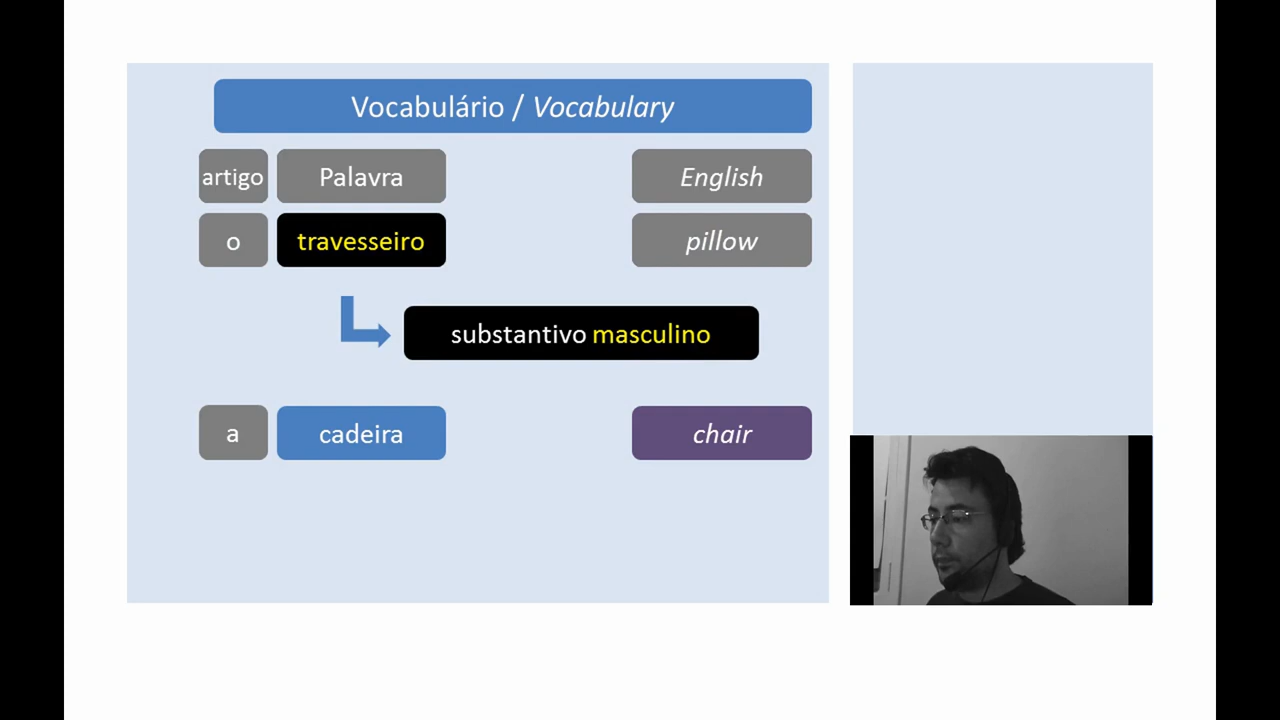 Vocabulário / Vocabulary
artigo Palavra English
o travesseiro pillow
substantivo masculino
a cadeira chair